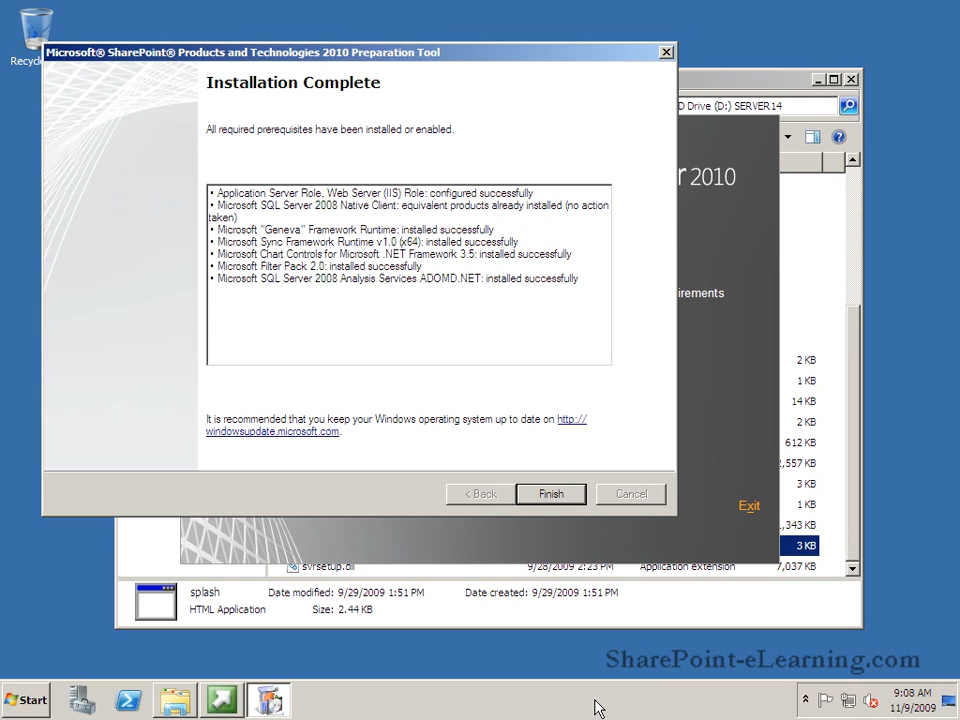 Recycle
Microsoft® SharePoint® Products and Technologies 2010 Preparation Tool
Installation Complete
All required prerequisites have been installed or enabled.
• Application Server Role, Web Server (IIS) Role: configured successfully
• Microsoft SQL Server 2008 Native Client: equivalent products already installed (no action
taken)
• Microsoft "Geneva" Framework Runtime: installed successfully
• Microsoft Sync Framework Runtime v1.0 (x64): installed successfully
• Microsoft Chart Controls for Microsoft .NET Framework 3.5: installed successfully
• Microsoft Filter Pack 2.0: installed successfully
• Microsoft SQL Server 2008 Analysis Services ADOMD.NET: installed successfully
It is recommended that you keep your Windows operating system up to date on http://
windowsupdate.microsoft.com.
< Back
Finish
Cancel
D Drive (D:) SERVER14
r 2010
irements
Exit
2 KB
1 KB
14 KB
2 KB
612 KB
,557 KB
3 KB
1 KB
,343 KB
3 KB
svrsetup.dll 9/28/2009 2:23 PM Application extension 7,037 KB
splash Date modified: 9/29/2009 1:51 PM Date created: 9/29/2009 1:51 PM
HTML Application Size: 2.44 KB
SharePoint-eLearning.com
Start
9:08 AM
11/9/2009